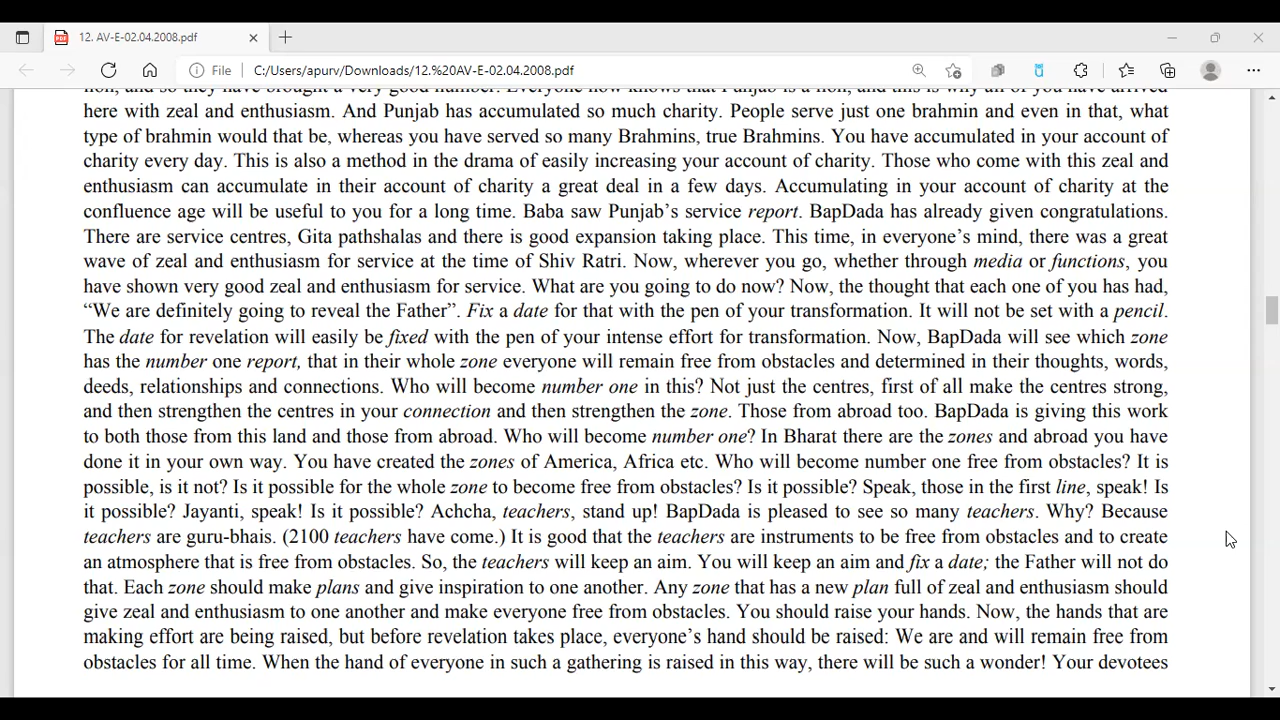 12. AV-E-02.04.2008.pdf
File C:/Users/apurv/Downloads/12.%20AV-E-02.04.2008.pdf
lion, and so they have brought a very good number. Everyone now knows that Punjab is a lion, and this is why all of you have arrived
here with zeal and enthusiasm. And Punjab has accumulated so much charity. People serve just one brahmin and even in that, what
type of brahmin would that be, whereas you have served so many Brahmins, true Brahmins. You have accumulated in your account of
charity every day. This is also a method in the drama of easily increasing your account of charity. Those who come with this zeal and
enthusiasm can accumulate in their account of charity a great deal in a few days. Accumulating in your account of charity at the
confluence age will be useful to you for a long time. Baba saw Punjab’s service report. BapDada has already given congratulations.
There are service centres, Gita pathshalas and there is good expansion taking place. This time, in everyone’s mind, there was a great
wave of zeal and enthusiasm for service at the time of Shiv Ratri. Now, wherever you go, whether through media or functions, you
have shown very good zeal and enthusiasm for service. What are you going to do now? Now, the thought that each one of you has had,
“We are definitely going to reveal the Father”. Fix a date for that with the pen of your transformation. It will not be set with a pencil.
The date for revelation will easily be fixed with the pen of your intense effort for transformation. Now, BapDada will see which zone
has the number one report, that in their whole zone everyone will remain free from obstacles and determined in their thoughts, words,
deeds, relationships and connections. Who will become number one in this? Not just the centres, first of all make the centres strong,
and then strengthen the centres in your connection and then strengthen the zone. Those from abroad too. BapDada is giving this work
to both those from this land and those from abroad. Who will become number one? In Bharat there are the zones and abroad you have
done it in your own way. You have created the zones of America, Africa etc. Who will become number one free from obstacles? It is
possible, is it not? Is it possible for the whole zone to become free from obstacles? Is it possible? Speak, those in the first line, speak! Is
it possible? Jayanti, speak! Is it possible? Achcha, teachers, stand up! BapDada is pleased to see so many teachers. Why? Because
teachers are guru-bhais. (2100 teachers have come.) It is good that the teachers are instruments to be free from obstacles and to create
an atmosphere that is free from obstacles. So, the teachers will keep an aim. You will keep an aim and fix a date; the Father will not do
that. Each zone should make plans and give inspiration to one another. Any zone that has a new plan full of zeal and enthusiasm should
give zeal and enthusiasm to one another and make everyone free from obstacles. You should raise your hands. Now, the hands that are
making effort are being raised, but before revelation takes place, everyone’s hand should be raised: We are and will remain free from
obstacles for all time. When the hand of everyone in such a gathering is raised in this way, there will be such a wonder! Your devotees